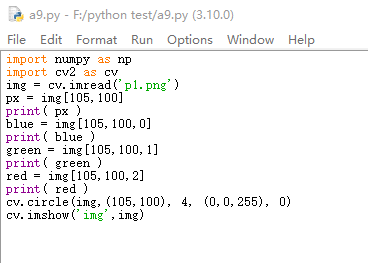 a9.py - F:/python test/a9.py (3.10.0)
File Edit Format Run Options Window Help
import numpy as np
import cv2 as cv
img = cv.imread('p1.png')
px = img[105,100]
print( px )
blue = img[105,100,0]
print( blue )
green = img[105,100,1]
print( green )
red = img[105,100,2]
print( red )
cv.circle(img,(105,100), 4, (0,0,255), 0)
cv.imshow('img',img)